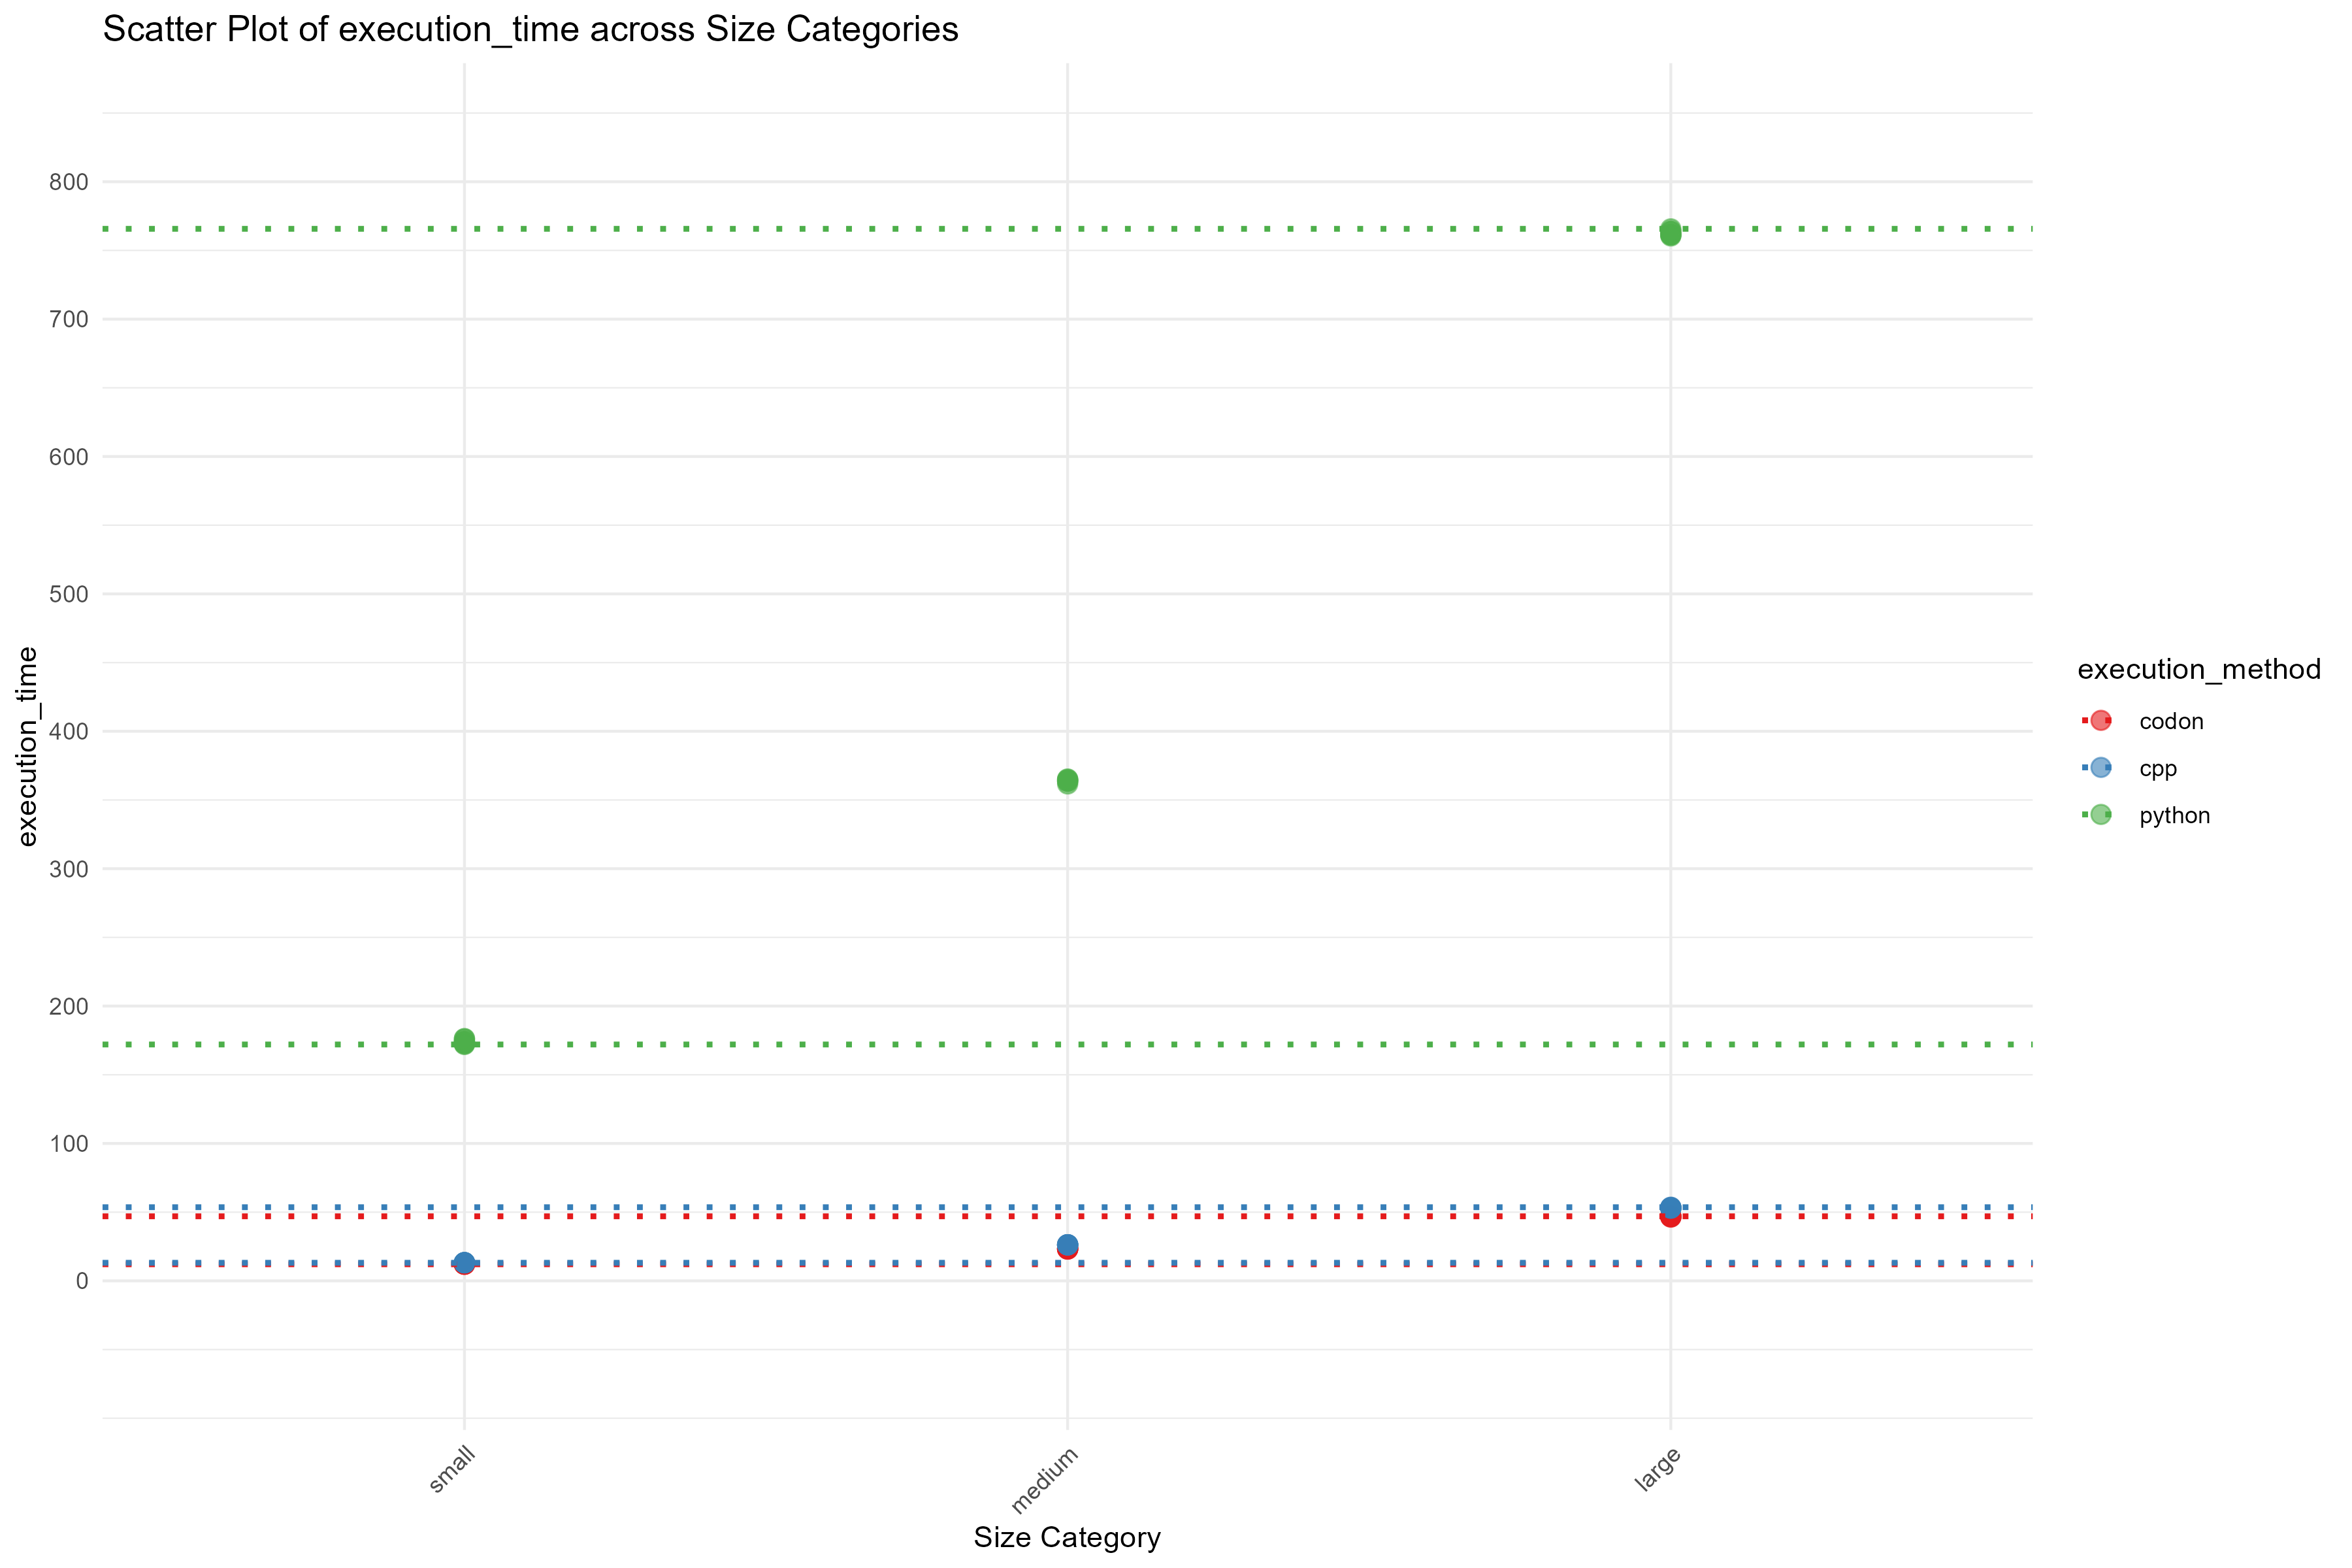 Scatter Plot of execution_time across Size Categories
execution_time
800
700
600
500
400
300
200
100
0
small
medium
large
Size Category
execution_method
codon
cpp
python